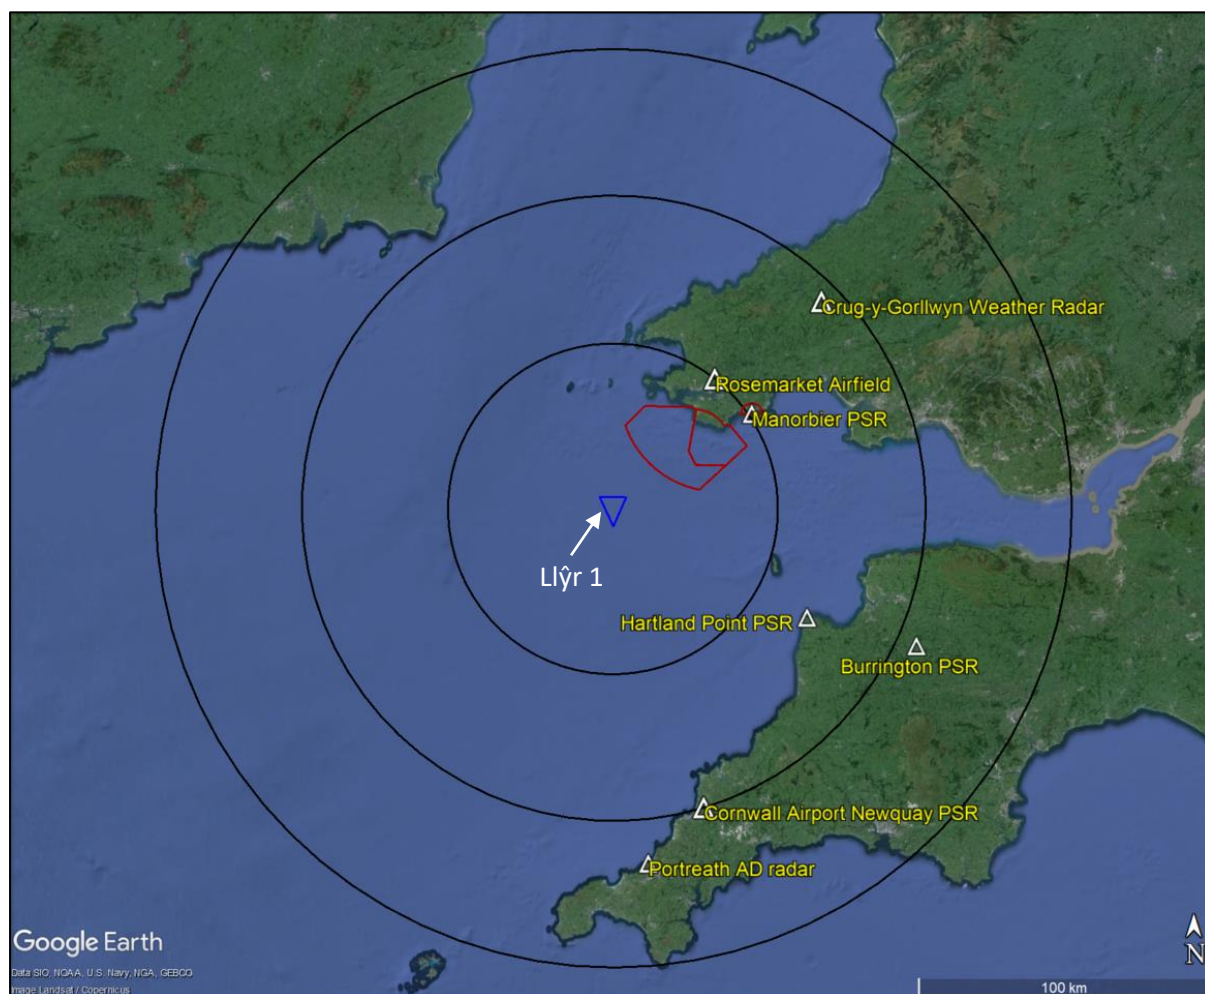 Crug-y-Gorllwyn Weather Radar
Rosemarket Airfield
Manorbier PSR
Llŷr 1
Hartland Point PSR
Burrington PSR
Cornwall Airport Newquay PSR
Portreath AD radar
Google Earth
N
Data SIO, NOAA, U.S. Navy, NGA, GEBCO
Image Landsat / Copernicus
100 km